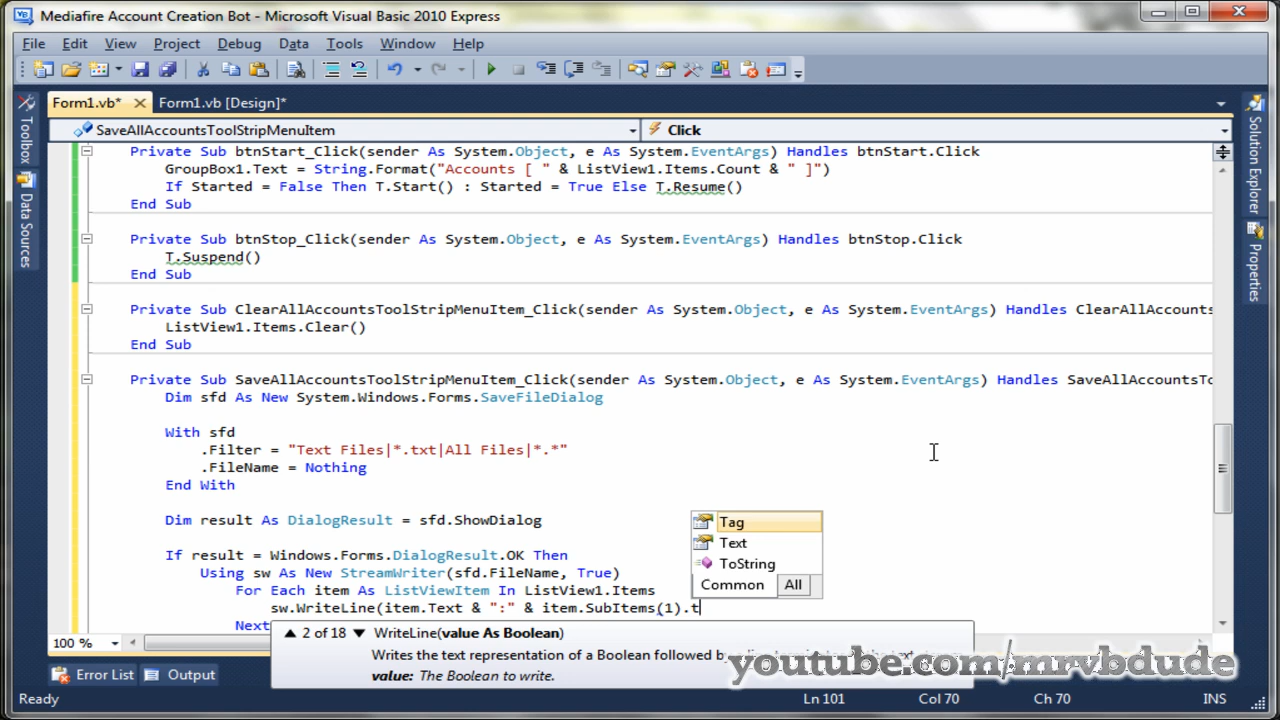 Mediafire Account Creation Bot - Microsoft Visual Basic 2010 Express
File Edit View Project Debug Data Tools Window Help
Form1.vb* Form1.vb [Design]*
SaveAllAccountsToolStripMenuItem Click
Toolbox
Data Sources
Solution Explorer
Properties
Private Sub btnStart_Click(sender As System.Object, e As System.EventArgs) Handles btnStart.Click
GroupBox1.Text = String.Format("Accounts [ " & ListView1.Items.Count & " ]")
If Started = False Then T.Start() : Started = True Else T.Resume()
End Sub
Private Sub btnStop_Click(sender As System.Object, e As System.EventArgs) Handles btnStop.Click
T.Suspend()
End Sub
Private Sub ClearAllAccountsToolStripMenuItem_Click(sender As System.Object, e As System.EventArgs) Handles ClearAllAccounts
ListView1.Items.Clear()
End Sub
Private Sub SaveAllAccountsToolStripMenuItem_Click(sender As System.Object, e As System.EventArgs) Handles SaveAllAccountsTo
Dim sfd As New System.Windows.Forms.SaveFileDialog
With sfd
.Filter = "Text Files|*.txt|All Files|*.*"
.FileName = Nothing
End With
Dim result As DialogResult = sfd.ShowDialog
If result = Windows.Forms.DialogResult.OK Then
Using sw As New StreamWriter(sfd.FileName, True)
For Each item As ListViewItem In ListView1.Items
sw.WriteLine(item.Text & ":" & item.SubItems(1).t
Next
Tag
Text
ToString
Common All
2 of 18 WriteLine(value As Boolean)
Writes the text representation of a Boolean followed by
value: The Boolean to write.
100 %
Error List Output
youtube.com/mrvbdude
Ready Ln 101 Col 70 Ch 70 INS